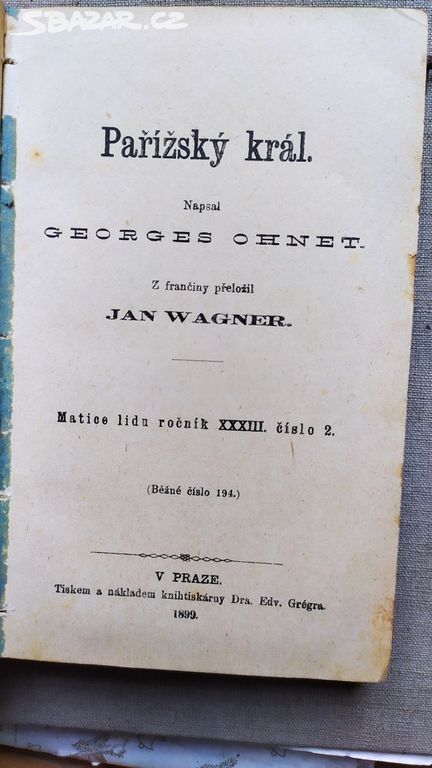 SBAZAR.CZ
Pařížský král.
Napsal
GEORGES OHNET.
Z frančiny přeložil
JAN WAGNER.
Matice lidu ročník XXXIII. číslo 2.
(Běžné číslo 194.)
V PRAZE.
Tiskem a nákladem knihtiskárny Dra. Edv. Grégra.
1899.